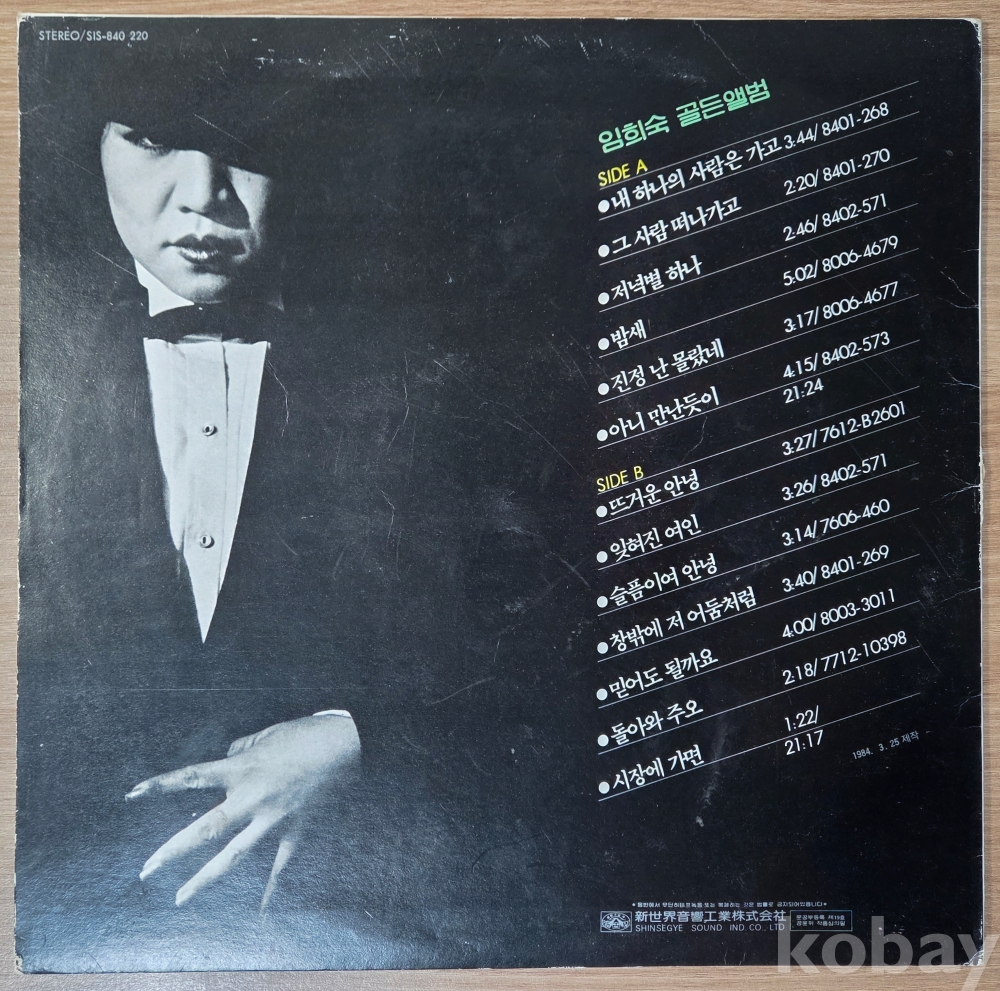 STEREO/SIS-840 220
임희숙 골든앨범
SIDE A
●내 하나의 사람은 가고 3:44/ 8401-268
●그 사람 떠나가고 2:20/ 8401-270
●저녁별 하나 2:46/ 8402-571
●밤새 5:02/ 8006-4679
●진정 난 몰랐네 3:17/ 8006-4677
●아니 만난듯이 4:15/ 8402-573
21:24
SIDE B
●뜨거운 안녕 3:27/ 7612-B2601
●잊혀진 여인 3:26/ 8402-571
●슬픔이여 안녕 3:14/ 7606-460
●창밖에 저 어둠처럼 3:40/ 8401-269
●믿어도 될까요 4:00/ 8003-3011
●돌아와 주오 2:18/ 7712-10398
●시장에 가면 1:22/
21:17
1984. 3. 25 제작
新世界音響工業株式会社
SHINSEGYE SOUND IND CO., LTD
kobay